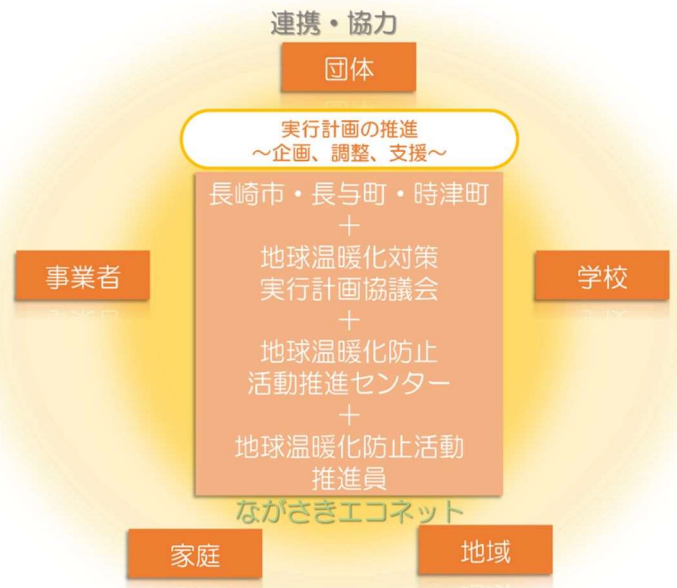 連携・協力
団体
実行計画の推進
～企画、調整、支援～
長崎市・長与町・時津町
＋
地球温暖化対策
実行計画協議会
＋
地球温暖化防止
活動推進センター
＋
地球温暖化防止活動
推進員
事業者
学校
ながさきエコネット
家庭
地域